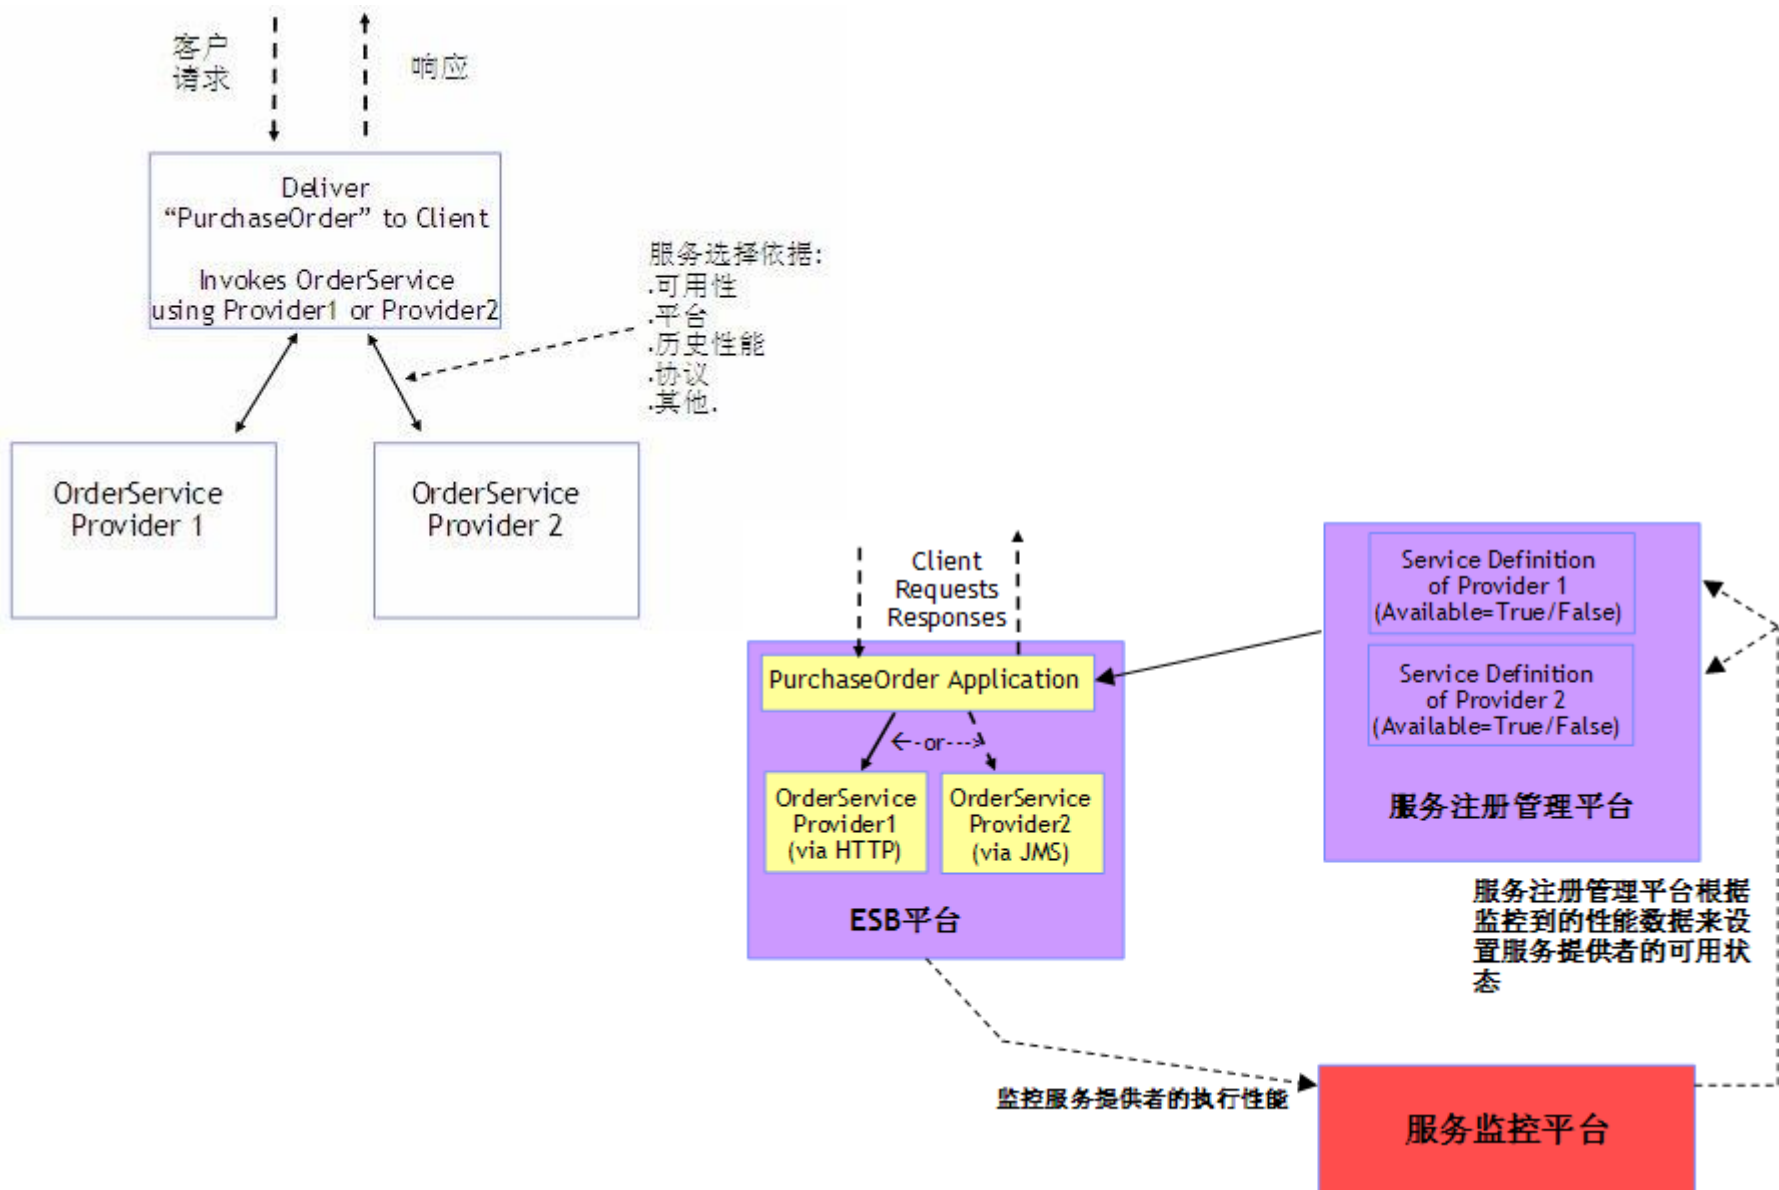 客户
请求
响应
Deliver
“PurchaseOrder” to Client
Invokes OrderService
using Provider1 or Provider2
服务选择依据:
.可用性
.平台
.历史性能
.协议
.其他.
OrderService
Provider 1
OrderService
Provider 2
Client
Requests
Responses
PurchaseOrder Application
<--or--->
OrderService
Provider1
(via HTTP)
OrderService
Provider2
(via JMS)
ESB平台
Service Definition
of Provider 1
(Available=True/False)
Service Definition
of Provider 2
(Available=True/False)
服务注册管理平台
服务注册管理平台根据
监控到的性能数据来设
置服务提供者的可用状
态
监控服务提供者的执行性能
服务监控平台